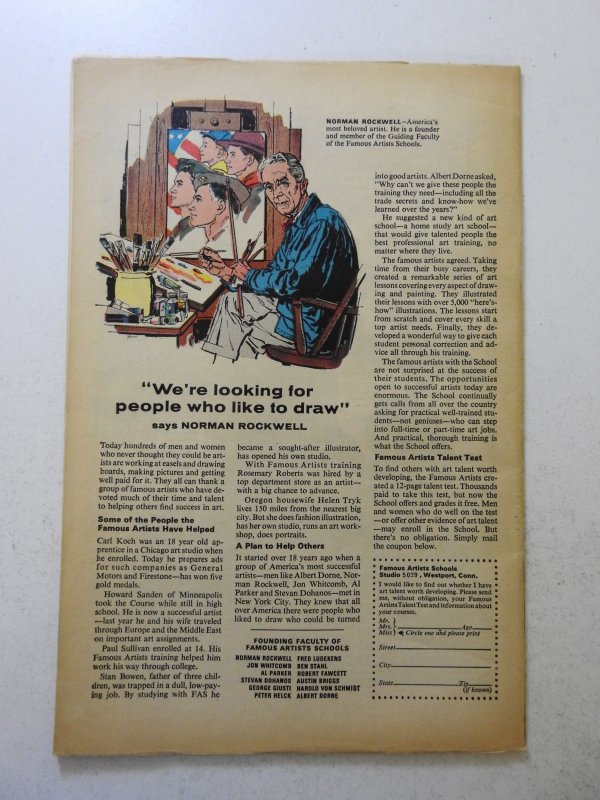 NORMAN ROCKWELL—America's
most beloved artist. He is a founder
and member of the Guiding Faculty
of the Famous Artists Schools.
"We're looking for
people who like to draw"
says NORMAN ROCKWELL
Today hundreds of men and women
who never thought they could be art-
ists are working at easels and drawing
boards, making pictures and getting
well paid for it. They all can thank a
group of famous artists who have de-
voted much of their time and talent
to helping others find success in art.
Some of the People the
Famous Artists Have Helped
Carl Koch was an 18 year old ap-
prentice in a Chicago art studio when
he enrolled. Today he prepares ads
for such companies as General
Motors and Firestone—has won five
gold medals.
Howard Sanden of Minneapolis
took the Course while still in high
school. He is now a successful artist
—last year he and his wife traveled
through Europe and the Middle East
on important art assignments.
Paul Sullivan enrolled at 14. His
Famous Artists training helped him
work his way through college.
Stan Bowen, father of three chil-
dren, was trapped in a dull, low-pay-
ing job. By studying with FAS he
became a sought-after illustrator,
has opened his own studio.
With Famous Artists training
Rosemary Roberts was hired by a
top department store as an artist—
with a big chance to advance.
Oregon housewife Helen Tryk
lives 150 miles from the nearest big
city. But she does fashion illustration,
has her own studio, runs an art work-
shop, does portraits.
A Plan to Help Others
It started over 18 years ago when a
group of America's most successful
artists—men like Albert Dorne, Nor-
man Rockwell, Jon Whitcomb, Al
Parker and Stevan Dohanos—met in
New York City. They knew that all
over America there were people who
liked to draw who could be turned
FOUNDING FACULTY OF
FAMOUS ARTISTS SCHOOLS
NORMAN ROCKWELL FRED LUDEKENS
JON WHITCOMB BEN STAHL
AL PARKER ROBERT FAWCETT
STEVAN DOHANOS AUSTIN BRIGGS
GEORGE GIUSTI HAROLD VON SCHMIDT
PETER HELCK ALBERT DORNE
into good artists. Albert Dorne asked,
"Why can't we give these people the
training they need—including all the
trade secrets and know-how we've
learned over the years?"
He suggested a new kind of art
school—a home study art school—
that would give talented people the
best professional art training, no
matter where they live.
The famous artists agreed. Taking
time from their busy careers, they
created a remarkable series of art
lessons covering every aspect of draw-
ing and painting. They illustrated
their lessons with over 5,000 "here's-
how" illustrations. The lessons start
from scratch and cover every skill a
top artist needs. Finally, they de-
veloped a wonderful way to give each
student personal correction and ad-
vice all through his training.
The famous artists with the School
are not surprised at the success of
their students. The opportunities
open to successful artists today are
enormous. The School continually
gets calls from all over the country
asking for practical well-trained stu-
dents—not geniuses—who can step
into full-time or part-time art jobs.
And practical, thorough training is
what the School offers.
Famous Artists Talent Test
To find others with art talent worth
developing, the Famous Artists cre-
ated a 12-page talent test. Thousands
paid to take this test, but now the
School offers and grades it free. Men
and women who do well on the test
—or offer other evidence of art talent
—may enroll in the School. But
there's no obligation. Simply mail
the coupon below.
Famous Artists Schools
Studio 5039, Westport, Conn.
I would like to find out whether I have
art talent worth developing. Please send
me, without obligation, your Famous
Artists Talent Test and information about
your courses.
Mr.
Mrs. Age
Miss Circle one and please print
Street
City
State Zip
(if known)